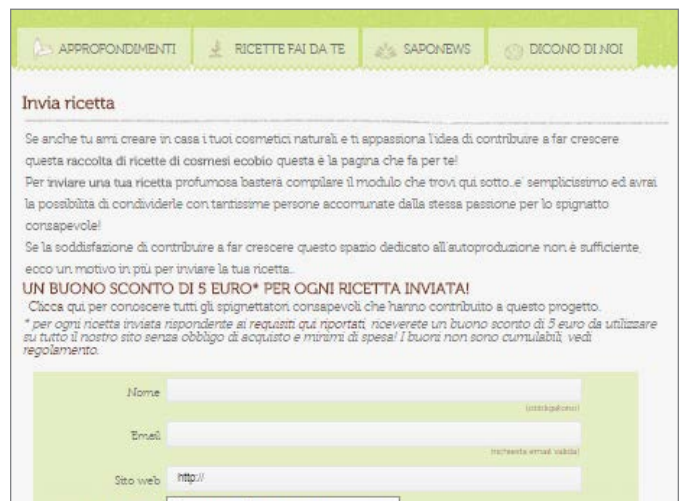 APPROFONDIMENTI RICETTE FAI DA TE SAPONEWS DICONO DI NOI
Invia ricetta
Se anche tu ami creare in casa i tuoi cosmetici naturali e ti appassiona l'idea di contribuire a far crescere
questa raccolta di ricette di cosmesi ecobio questa è la pagina che fa per te!
Per inviare una tua ricetta profumosa basterà compilare il modulo che trovi qui sotto..e' semplicissimo ed avrai
la possibilità di condividerle con tantissime persone accomunate dalla stessa passione per lo spignatto
consapevole!
Se la soddisfazione di contribuire a far crescere questo spazio dedicato all'autoproduzione non è sufficiente,
ecco un motivo in più per inviare la tua ricetta..
UN BUONO SCONTO DI 5 EURO* PER OGNI RICETTA INVIATA!
Clicca qui per conoscere tutti gli spignettatori consapevoli che hanno contribuito a questo progetto.
* per ogni ricetta inviata rispondente ai requisiti qui riportati, riceverete un buono sconto di 5 euro da utilizzare
su tutto il nostro sito senza obbligo di acquisto e minimi di spesa! I buoni non sono cumulabili, vedi
regolamento.
Nome
(obbligatorio)
Email
(richiesta email valida)
Sito web http://